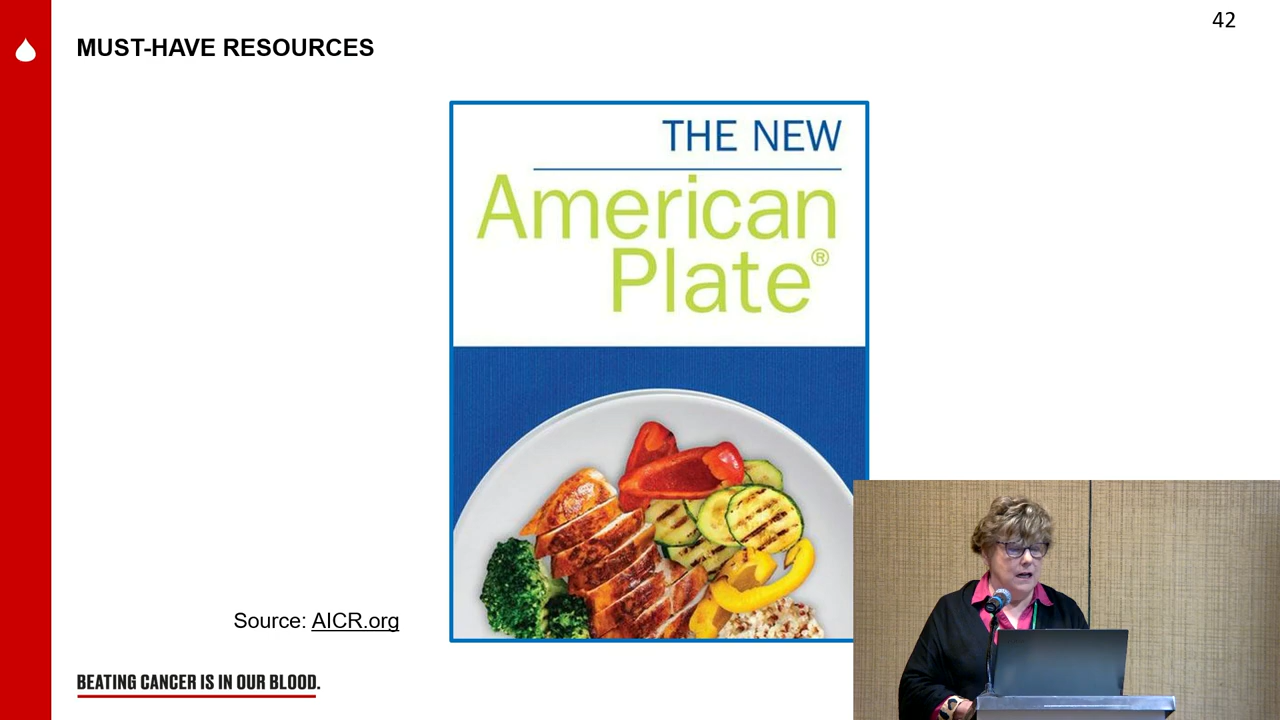 42
MUST-HAVE RESOURCES
THE NEW
American
Plate®
Source: AICR.org
BEATING CANCER IS IN OUR BLOOD.